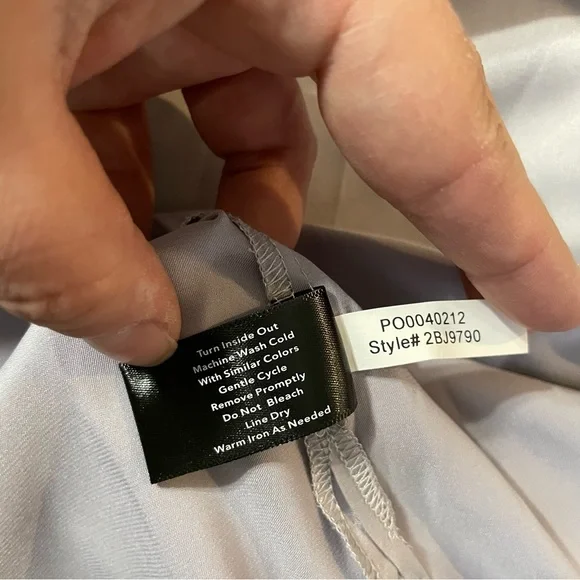 Turn Inside Out
Machine Wash Cold
With Similar Colors
Gentle Cycle
Remove Promptly
Do Not Bleach
Line Dry
Warm Iron As Needed
PO0040212
Style# 2BJ9790